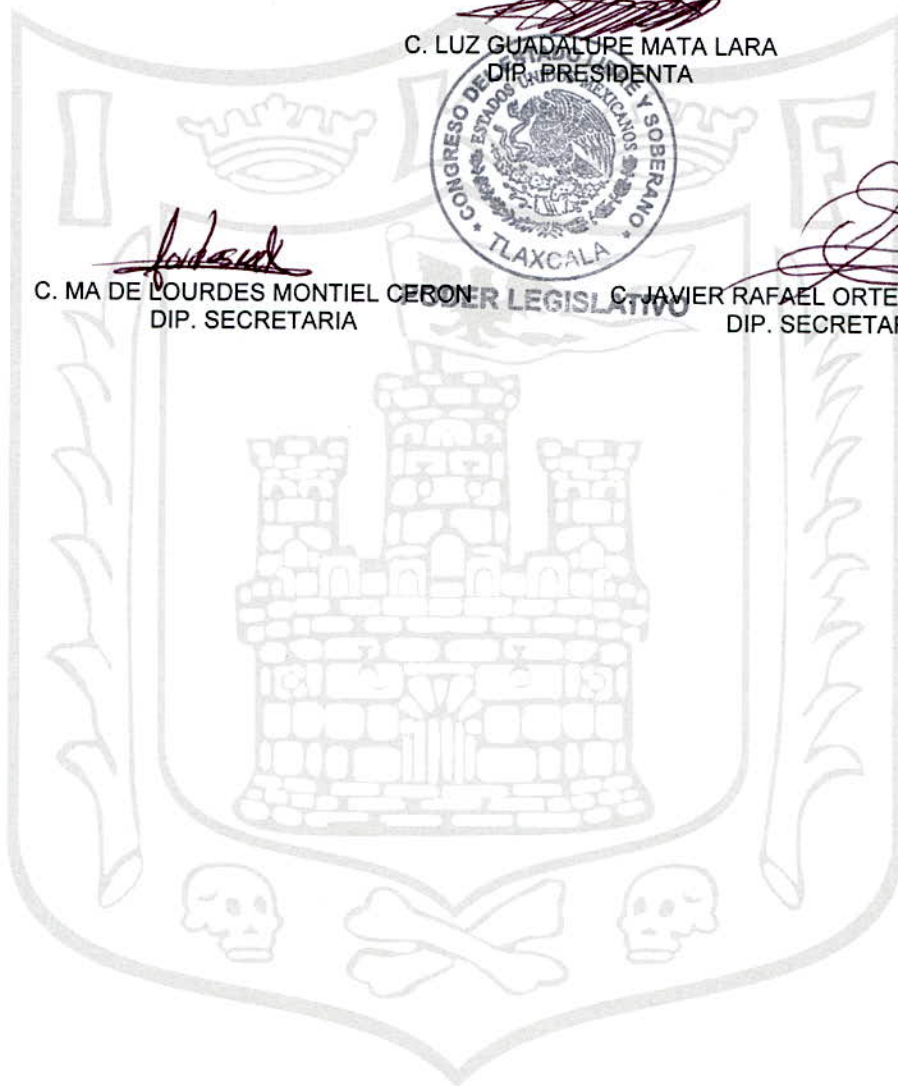 C. LUZ GUADALUPE MATA LARA
DIP. PRESIDENTA
CONGRESO DEL ESTADO LIBRE Y SOBERANO
ESTADOS UNIDOS MEXICANOS
TLAXCALA
PODER LEGISLATIVO
C. MA DE LOURDES MONTIEL CERON
DIP. SECRETARIA
C. JAVIER RAFAEL ORTE
DIP. SECRETAR
I L F